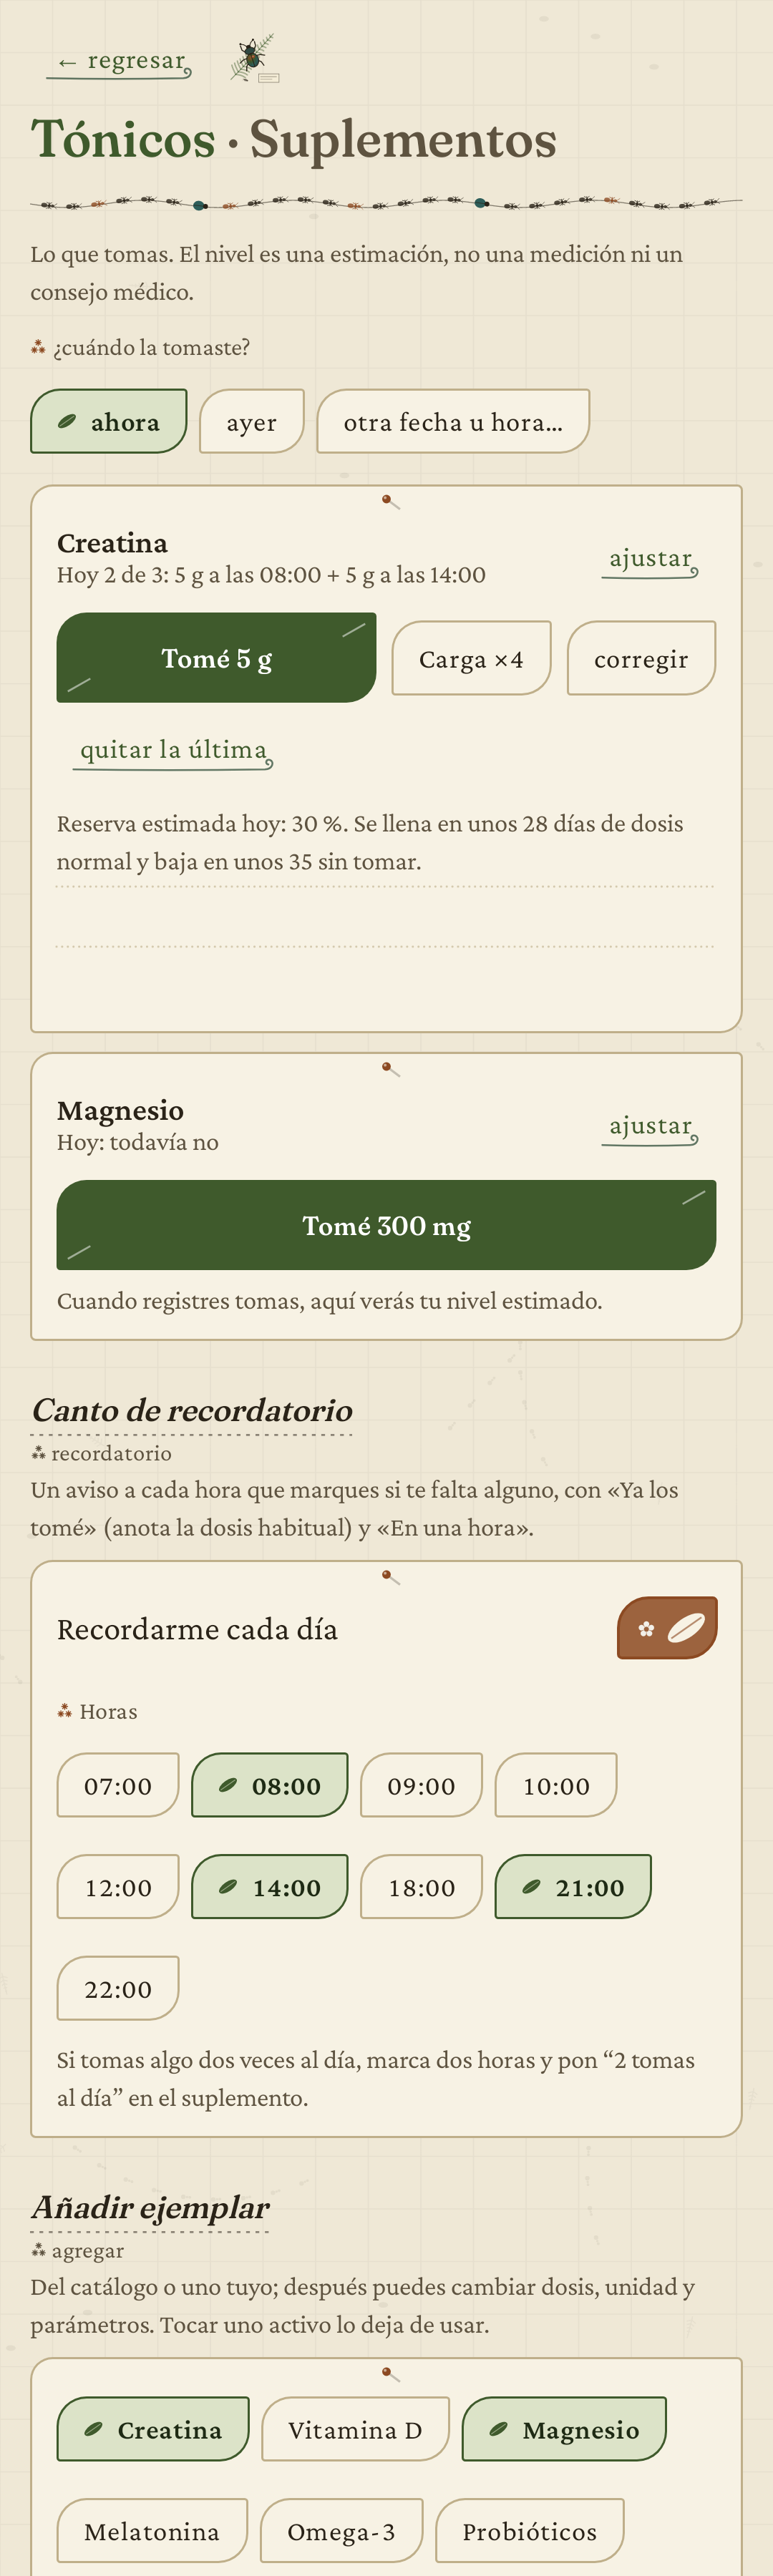 ← regresar
Tónicos · Suplementos
Lo que tomas. El nivel es una estimación, no una medición ni un
consejo médico.
¿cuándo la tomaste?
ahora
ayer
otra fecha u hora...
Creatina
Hoy 2 de 3: 5 g a las 08:00 + 5 g a las 14:00
ajustar
Tomé 5 g
Carga ×4
corregir
quitar la última
Reserva estimada hoy: 30 %. Se llena en unos 28 días de dosis
normal y baja en unos 35 sin tomar.
Magnesio
Hoy: todavía no
ajustar
Tomé 300 mg
Cuando registres tomas, aquí verás tu nivel estimado.
Canto de recordatorio
recordatorio
Un aviso a cada hora que marques si te falta alguno, con «Ya los
tomé» (anota la dosis habitual) y «En una hora».
Recordarme cada día
Horas
07:00
08:00
09:00
10:00
12:00
14:00
18:00
21:00
22:00
Si tomas algo dos veces al día, marca dos horas y pon “2 tomas
al día” en el suplemento.
Añadir ejemplar
agregar
Del catálogo o uno tuyo; después puedes cambiar dosis, unidad y
parámetros. Tocar uno activo lo deja de usar.
Creatina
Vitamina D
Magnesio
Melatonina
Omega-3
Probióticos